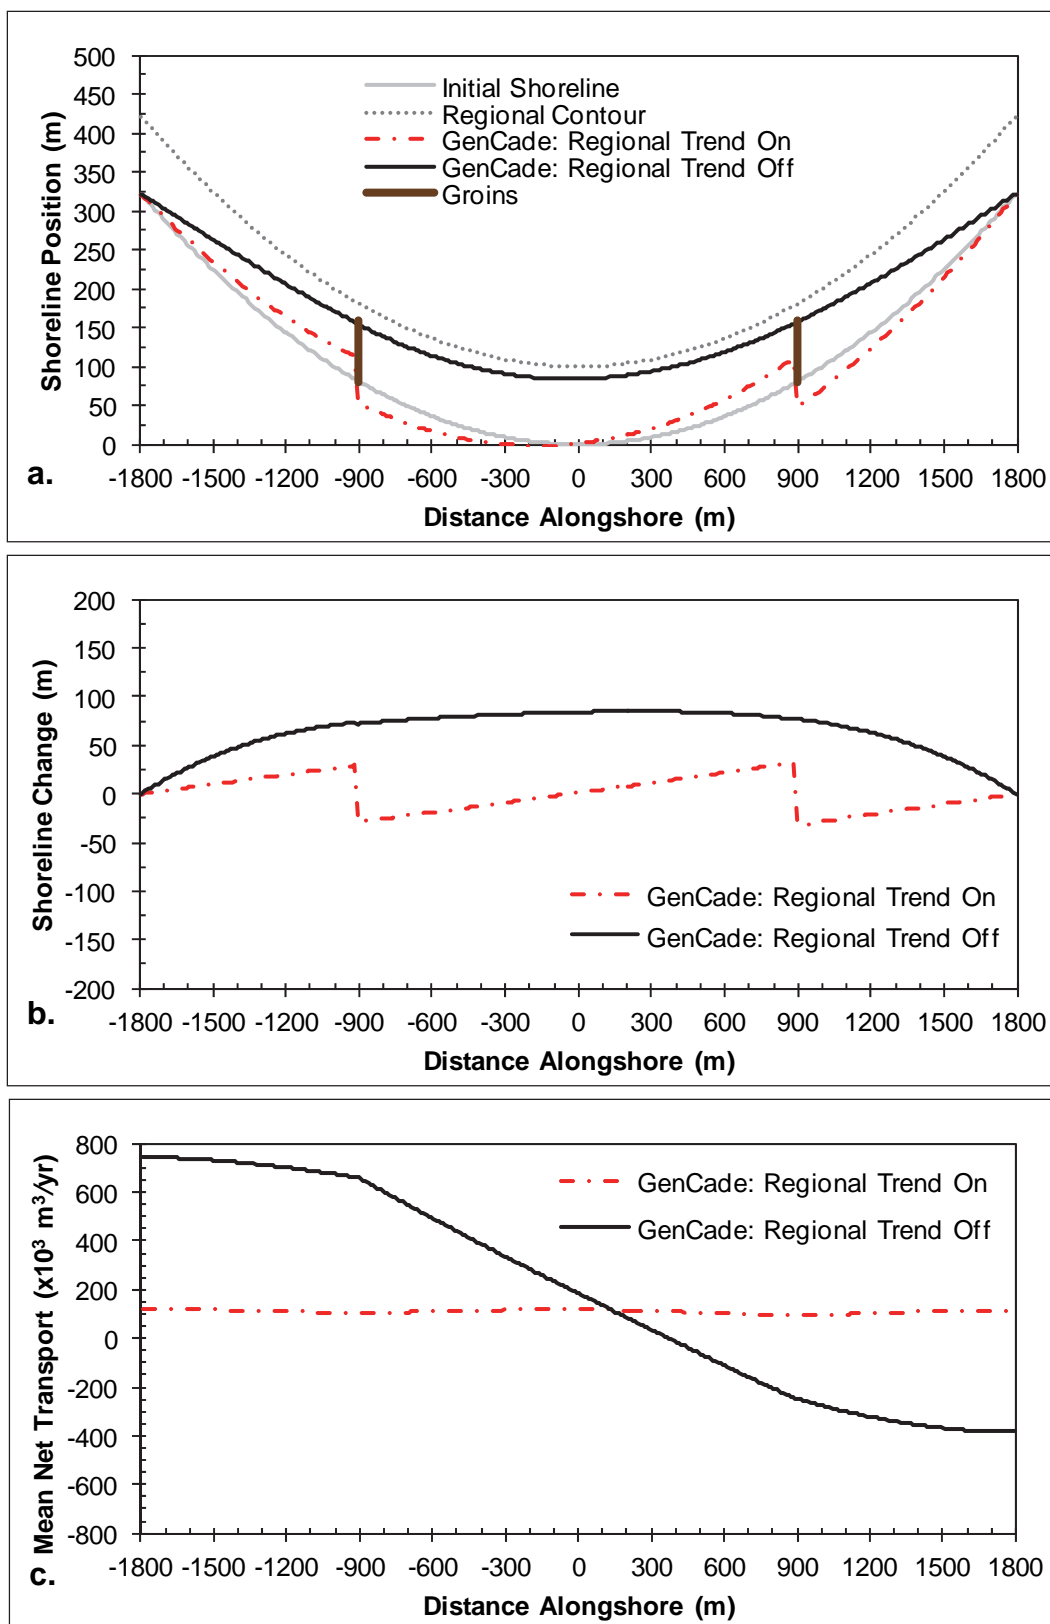 500
450
400
350
300
250
200
150
100
50
0
Shoreline Position (m)
Initial Shoreline
Regional Contour
GenCade: Regional Trend On
GenCade: Regional Trend Off
Groins
-1800 -1500 -1200 -900 -600 -300 0 300 600 900 1200 1500 1800
Distance Alongshore (m)
a.
200
150
100
50
0
-50
-100
-150
-200
Shoreline Change (m)
GenCade: Regional Trend On
GenCade: Regional Trend Off
-1800 -1500 -1200 -900 -600 -300 0 300 600 900 1200 1500 1800
Distance Alongshore (m)
b.
800
600
400
200
0
-200
-400
-600
-800
Mean Net Transport (x10³ m³/yr)
GenCade: Regional Trend On
GenCade: Regional Trend Off
-1800 -1500 -1200 -900 -600 -300 0 300 600 900 1200 1500 1800
Distance Alongshore (m)
c.